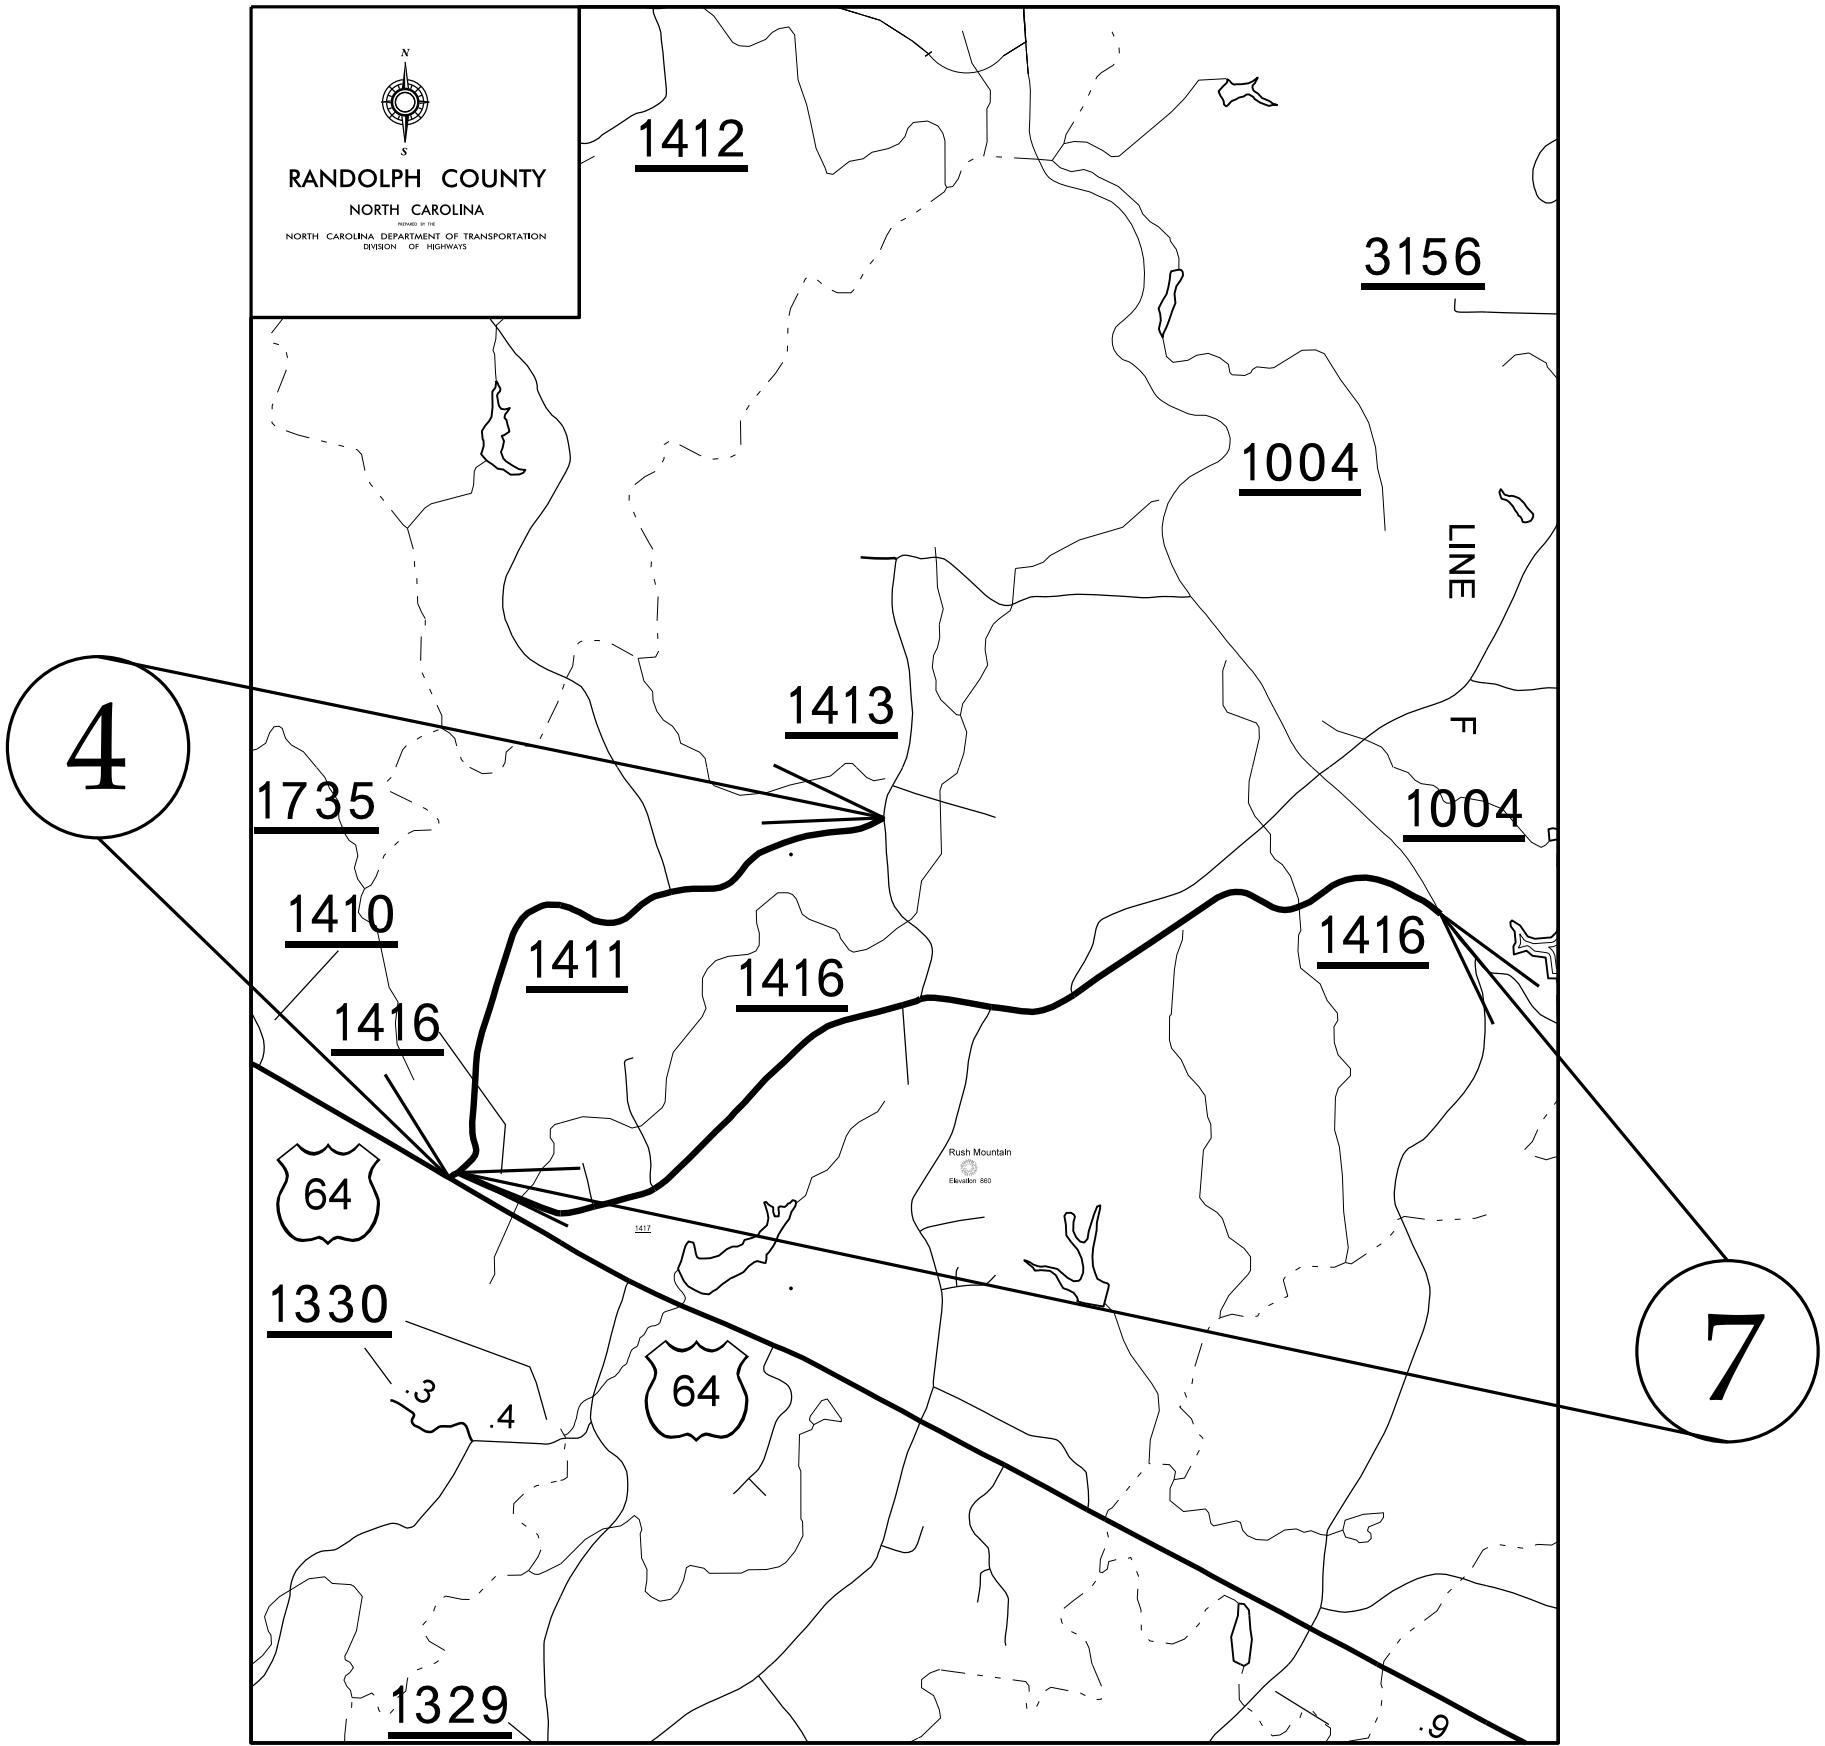 N
S
RANDOLPH COUNTY
NORTH CAROLINA
PREPARED BY THE
NORTH CAROLINA DEPARTMENT OF TRANSPORTATION
DIVISION OF HIGHWAYS
1412
3156
1004
LINE
1413
F
4
1735
1004
1410
1411
1416
1416
1416
64
Rush Mountain
Elevation 860
1417
1330
7
.3
.4
64
1329
.9